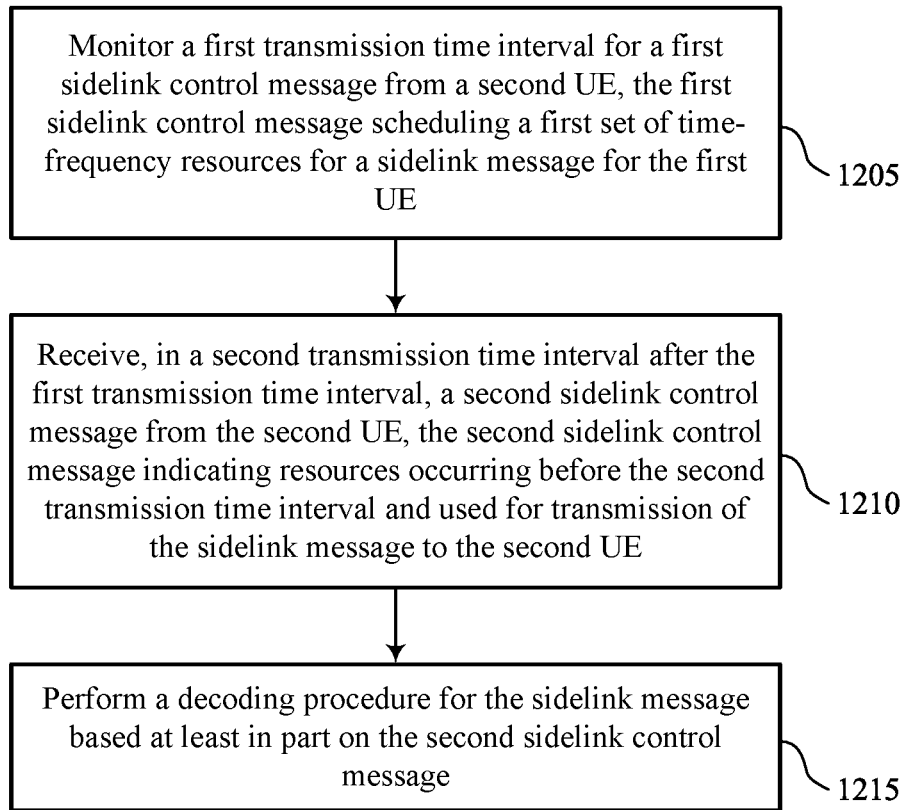 Monitor a first transmission time interval for a first
sidelink control message from a second UE, the first
sidelink control message scheduling a first set of time-
frequency resources for a sidelink message for the first
UE
1205
Receive, in a second transmission time interval after the
first transmission time interval, a second sidelink control
message from the second UE, the second sidelink control
message indicating resources occurring before the second
transmission time interval and used for transmission of
the sidelink message to the second UE
1210
Perform a decoding procedure for the sidelink message
based at least in part on the second sidelink control
message
1215